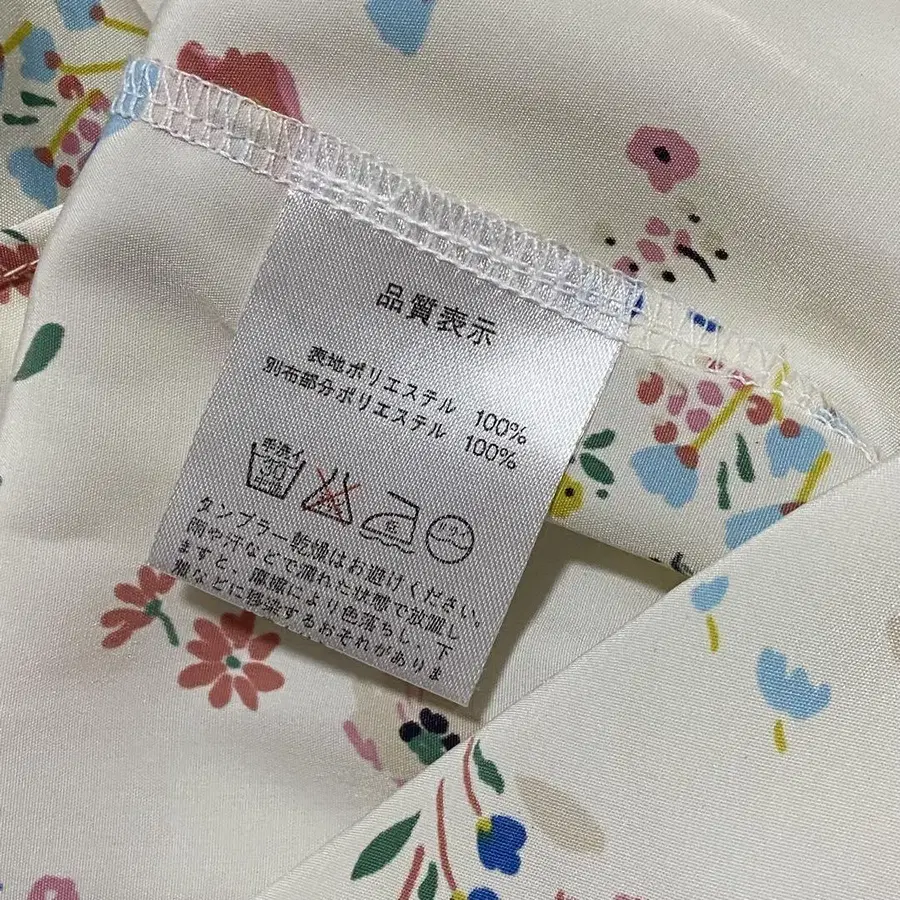 品質表示
表地ポリエステル 100%
別布部分ポリエステル 100%
手洗イ
30
タンブラー乾燥はお避けください。
雨や汗などで濡れた状態で放置し
ますと、摩擦により色落ちし、下
着などに感染するおそれがありま